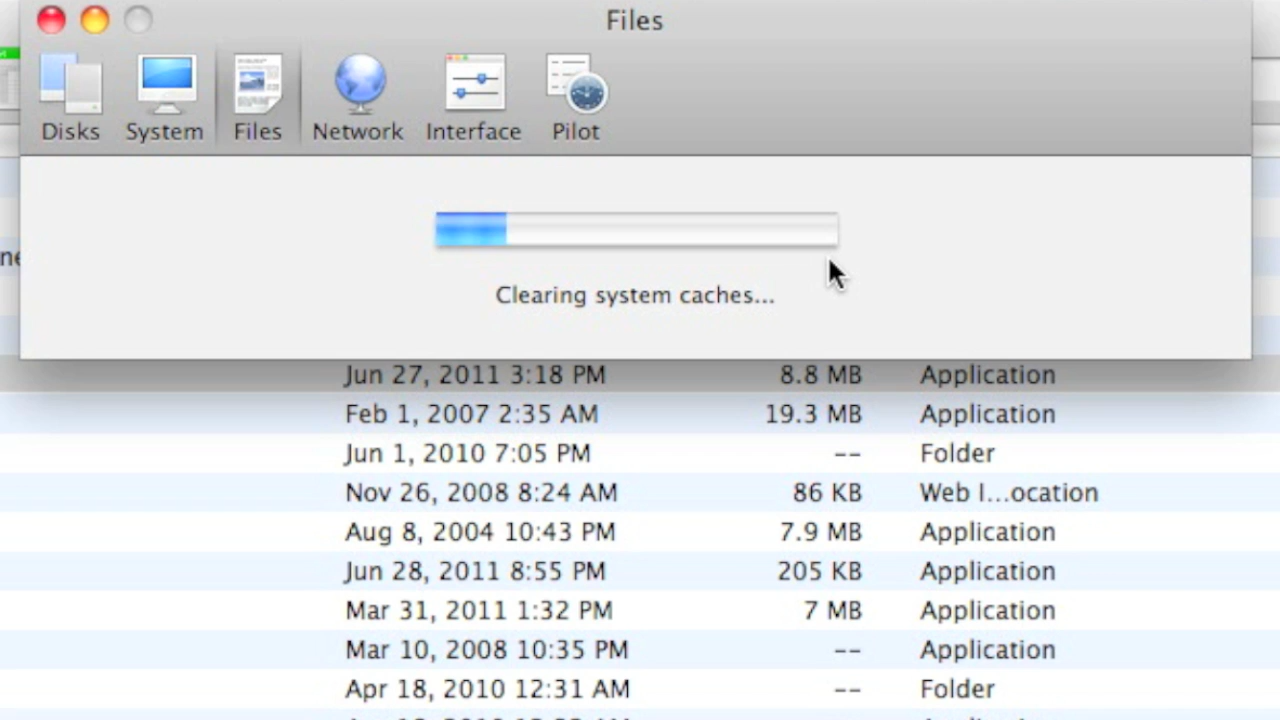 Files
Disks System Files Network Interface Pilot
Clearing system caches...
ne
Jun 27, 2011 3:18 PM 8.8 MB Application
Feb 1, 2007 2:35 AM 19.3 MB Application
Jun 1, 2010 7:05 PM -- Folder
Nov 26, 2008 8:24 AM 86 KB Web I...ocation
Aug 8, 2004 10:43 PM 7.9 MB Application
Jun 28, 2011 8:55 PM 205 KB Application
Mar 31, 2011 1:32 PM 7 MB Application
Mar 10, 2008 10:35 PM -- Application
Apr 18, 2010 12:31 AM -- Folder